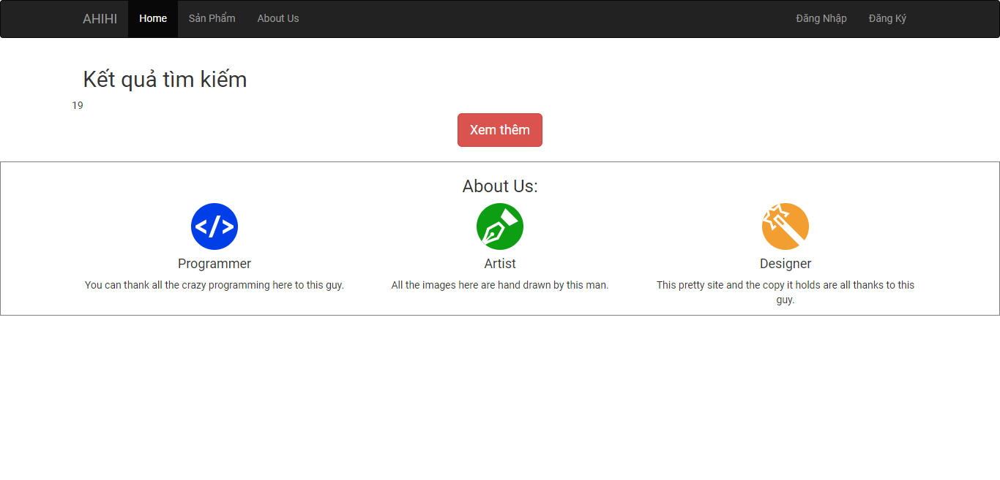 AHIHI Home Sản Phẩm About Us Đăng Nhập Đăng Ký
Kết quả tìm kiếm
19
Xem thêm
About Us:
</>
Programmer
You can thank all the crazy programming here to this guy.
Artist
All the images here are hand drawn by this man.
Designer
This pretty site and the copy it holds are all thanks to this
guy.